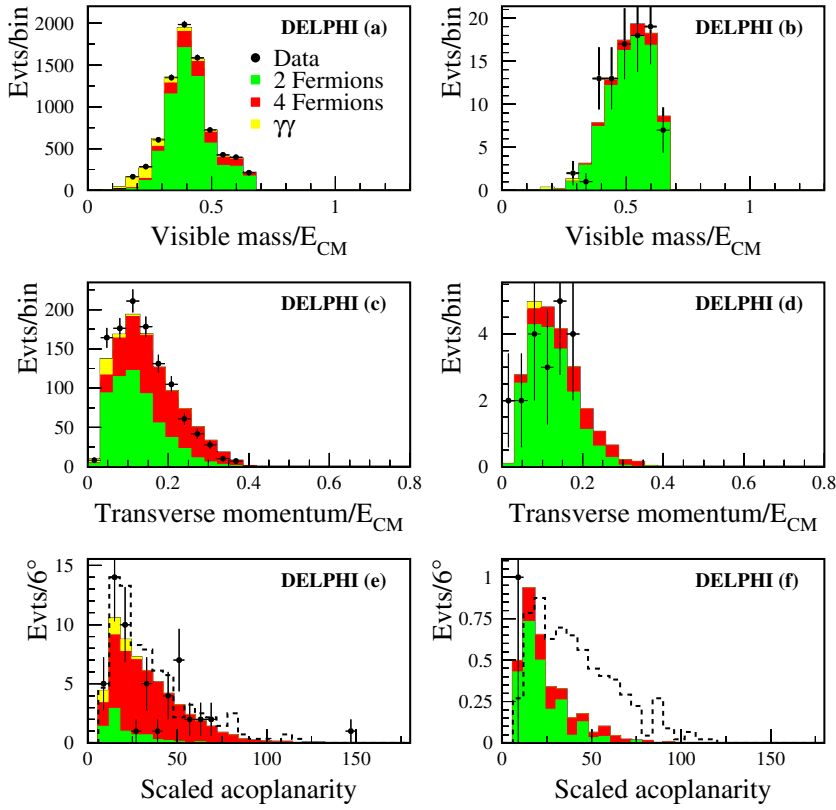 DELPHI (a)
Evts/bin
2000
1500
1000
500
0
Data
2 Fermions
4 Fermions
γγ
0 0.5 1
Visible mass/E_CM
DELPHI (b)
Evts/bin
20
15
10
5
0
0 0.5 1
Visible mass/E_CM
DELPHI (c)
Evts/bin
200
150
100
50
0
0 0.2 0.4 0.6 0.8
Transverse momentum/E_CM
DELPHI (d)
Evts/bin
4
2
0
0 0.2 0.4 0.6 0.8
Transverse momentum/E_CM
DELPHI (e)
Evts/6°
15
10
5
0
0 50 100 150
Scaled acoplanarity
DELPHI (f)
Evts/6°
1
0.75
0.5
0.25
0
0 50 100 150
Scaled acoplanarity